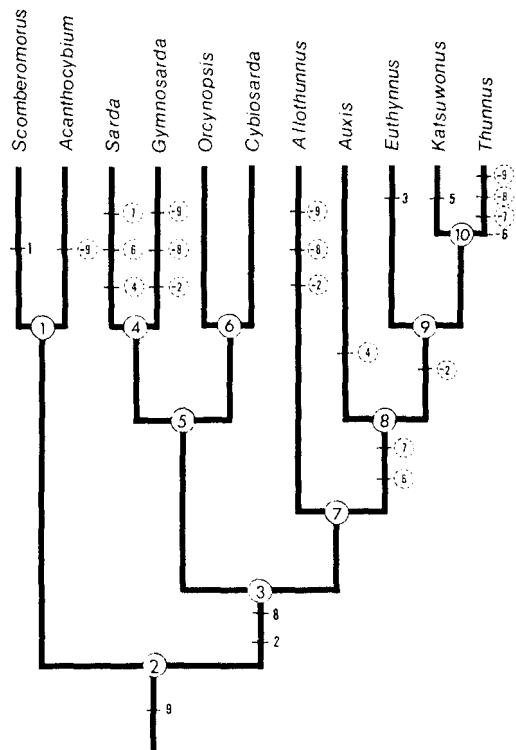 Scomberomorus
Acanthocybium
Sarda
Gymnosarda
Orcynopsis
Cybiosarda
Allothunnus
Auxis
Euthynnus
Katsuwonus
Thunnus
-9
7 -9 -9 3 5 -8
-7
1 -9 6 -8 -8 10 -6
4 -2 -2
1 4 6 9
4 -2
5 8
7
6
7
3
8
2
2
9